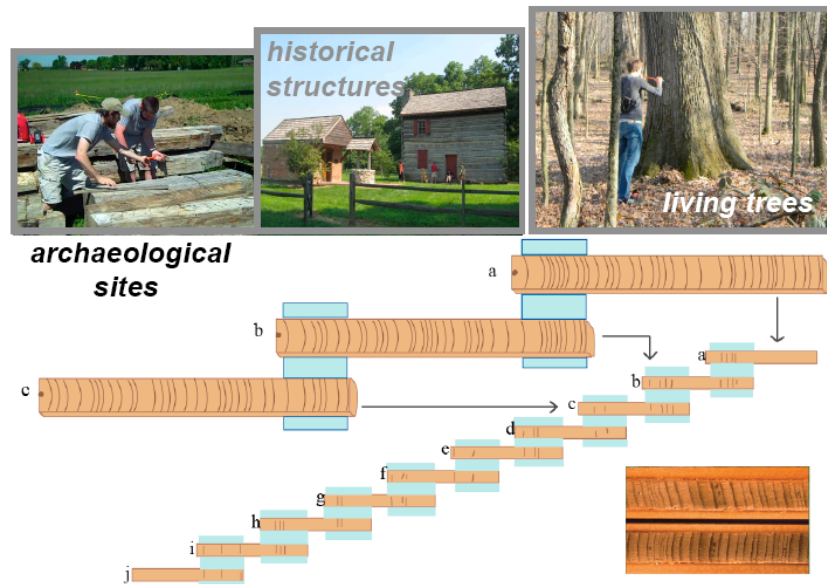 historical
structures
living trees
archaeological
sites
a
b
c
a
b
c
d
e
f
g
h
i
j